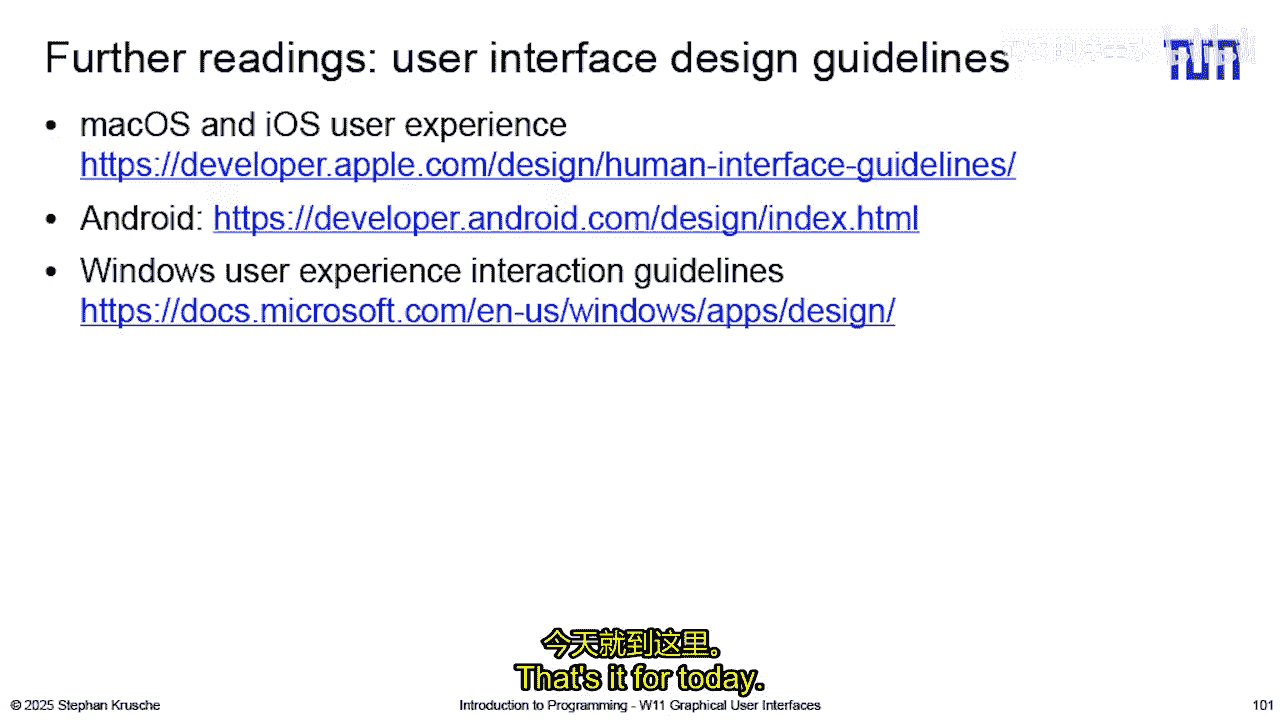 Further readings: user interface design guidelines
• macOS and iOS user experience
https://developer.apple.com/design/human-interface-guidelines/
• Android: https://developer.android.com/design/index.html
• Windows user experience interaction guidelines
https://docs.microsoft.com/en-us/windows/apps/design/
今天就到这里。
That's it for today.
© 2025 Stephan Krusche
Introduction to Programming - W11 Graphical User Interfaces
101